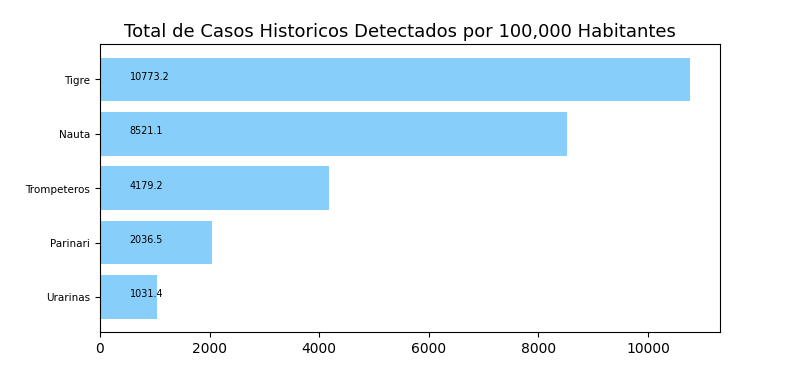 Total de Casos Historicos Detectados por 100,000 Habitantes
Tigre 10773.2
Nauta 8521.1
Trompeteros 4179.2
Parinari 2036.5
Urarinas 1031.4
0 2000 4000 6000 8000 10000